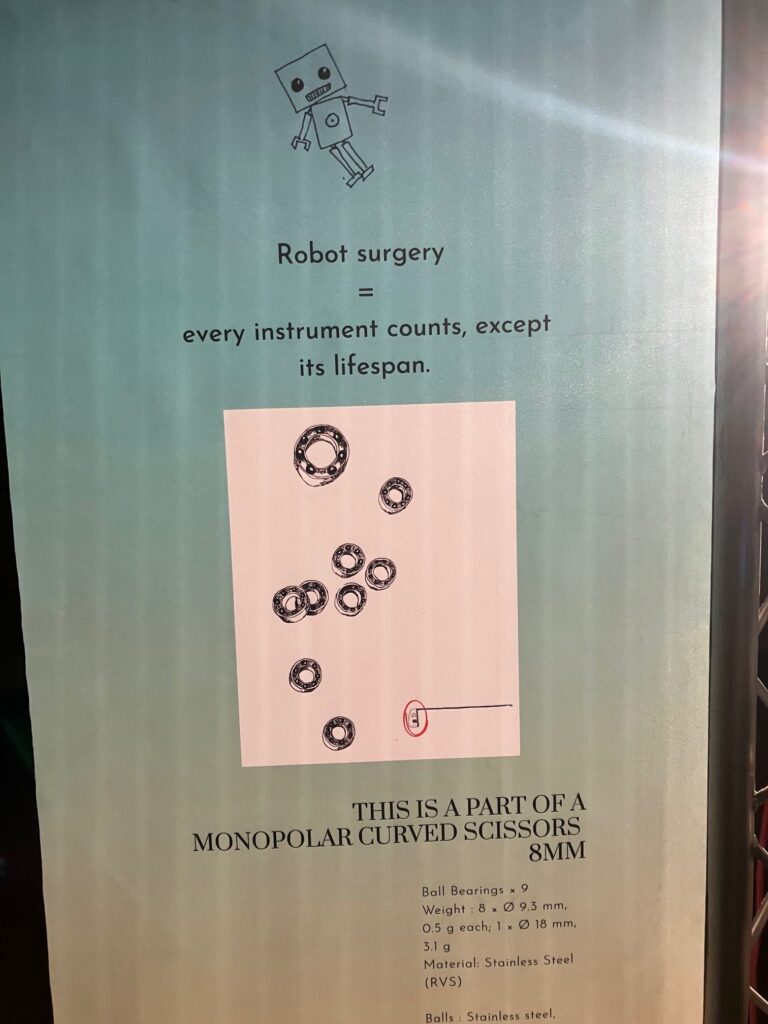 Robot surgery
=
every instrument counts, except
its lifespan.
THIS IS A PART OF A
MONOPOLAR CURVED SCISSORS
8MM
Ball Bearings × 9
Weight : 8 × Ø 9.3 mm,
0.5 g each; 1 × Ø 18 mm,
3.1 g
Material: Stainless Steel
(RVS)
Balls : Stainless steel,